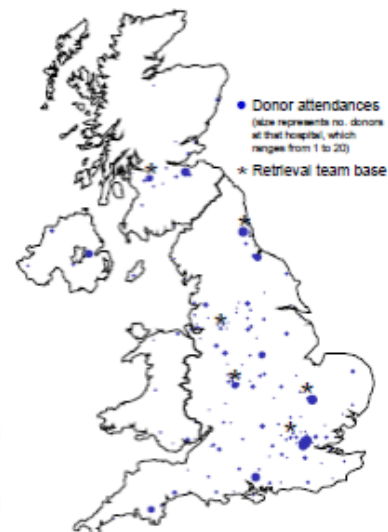 Donor attendances
(size represents no. donors
at that hospital, which
ranges from 1 to 20)
* Retrieval team base